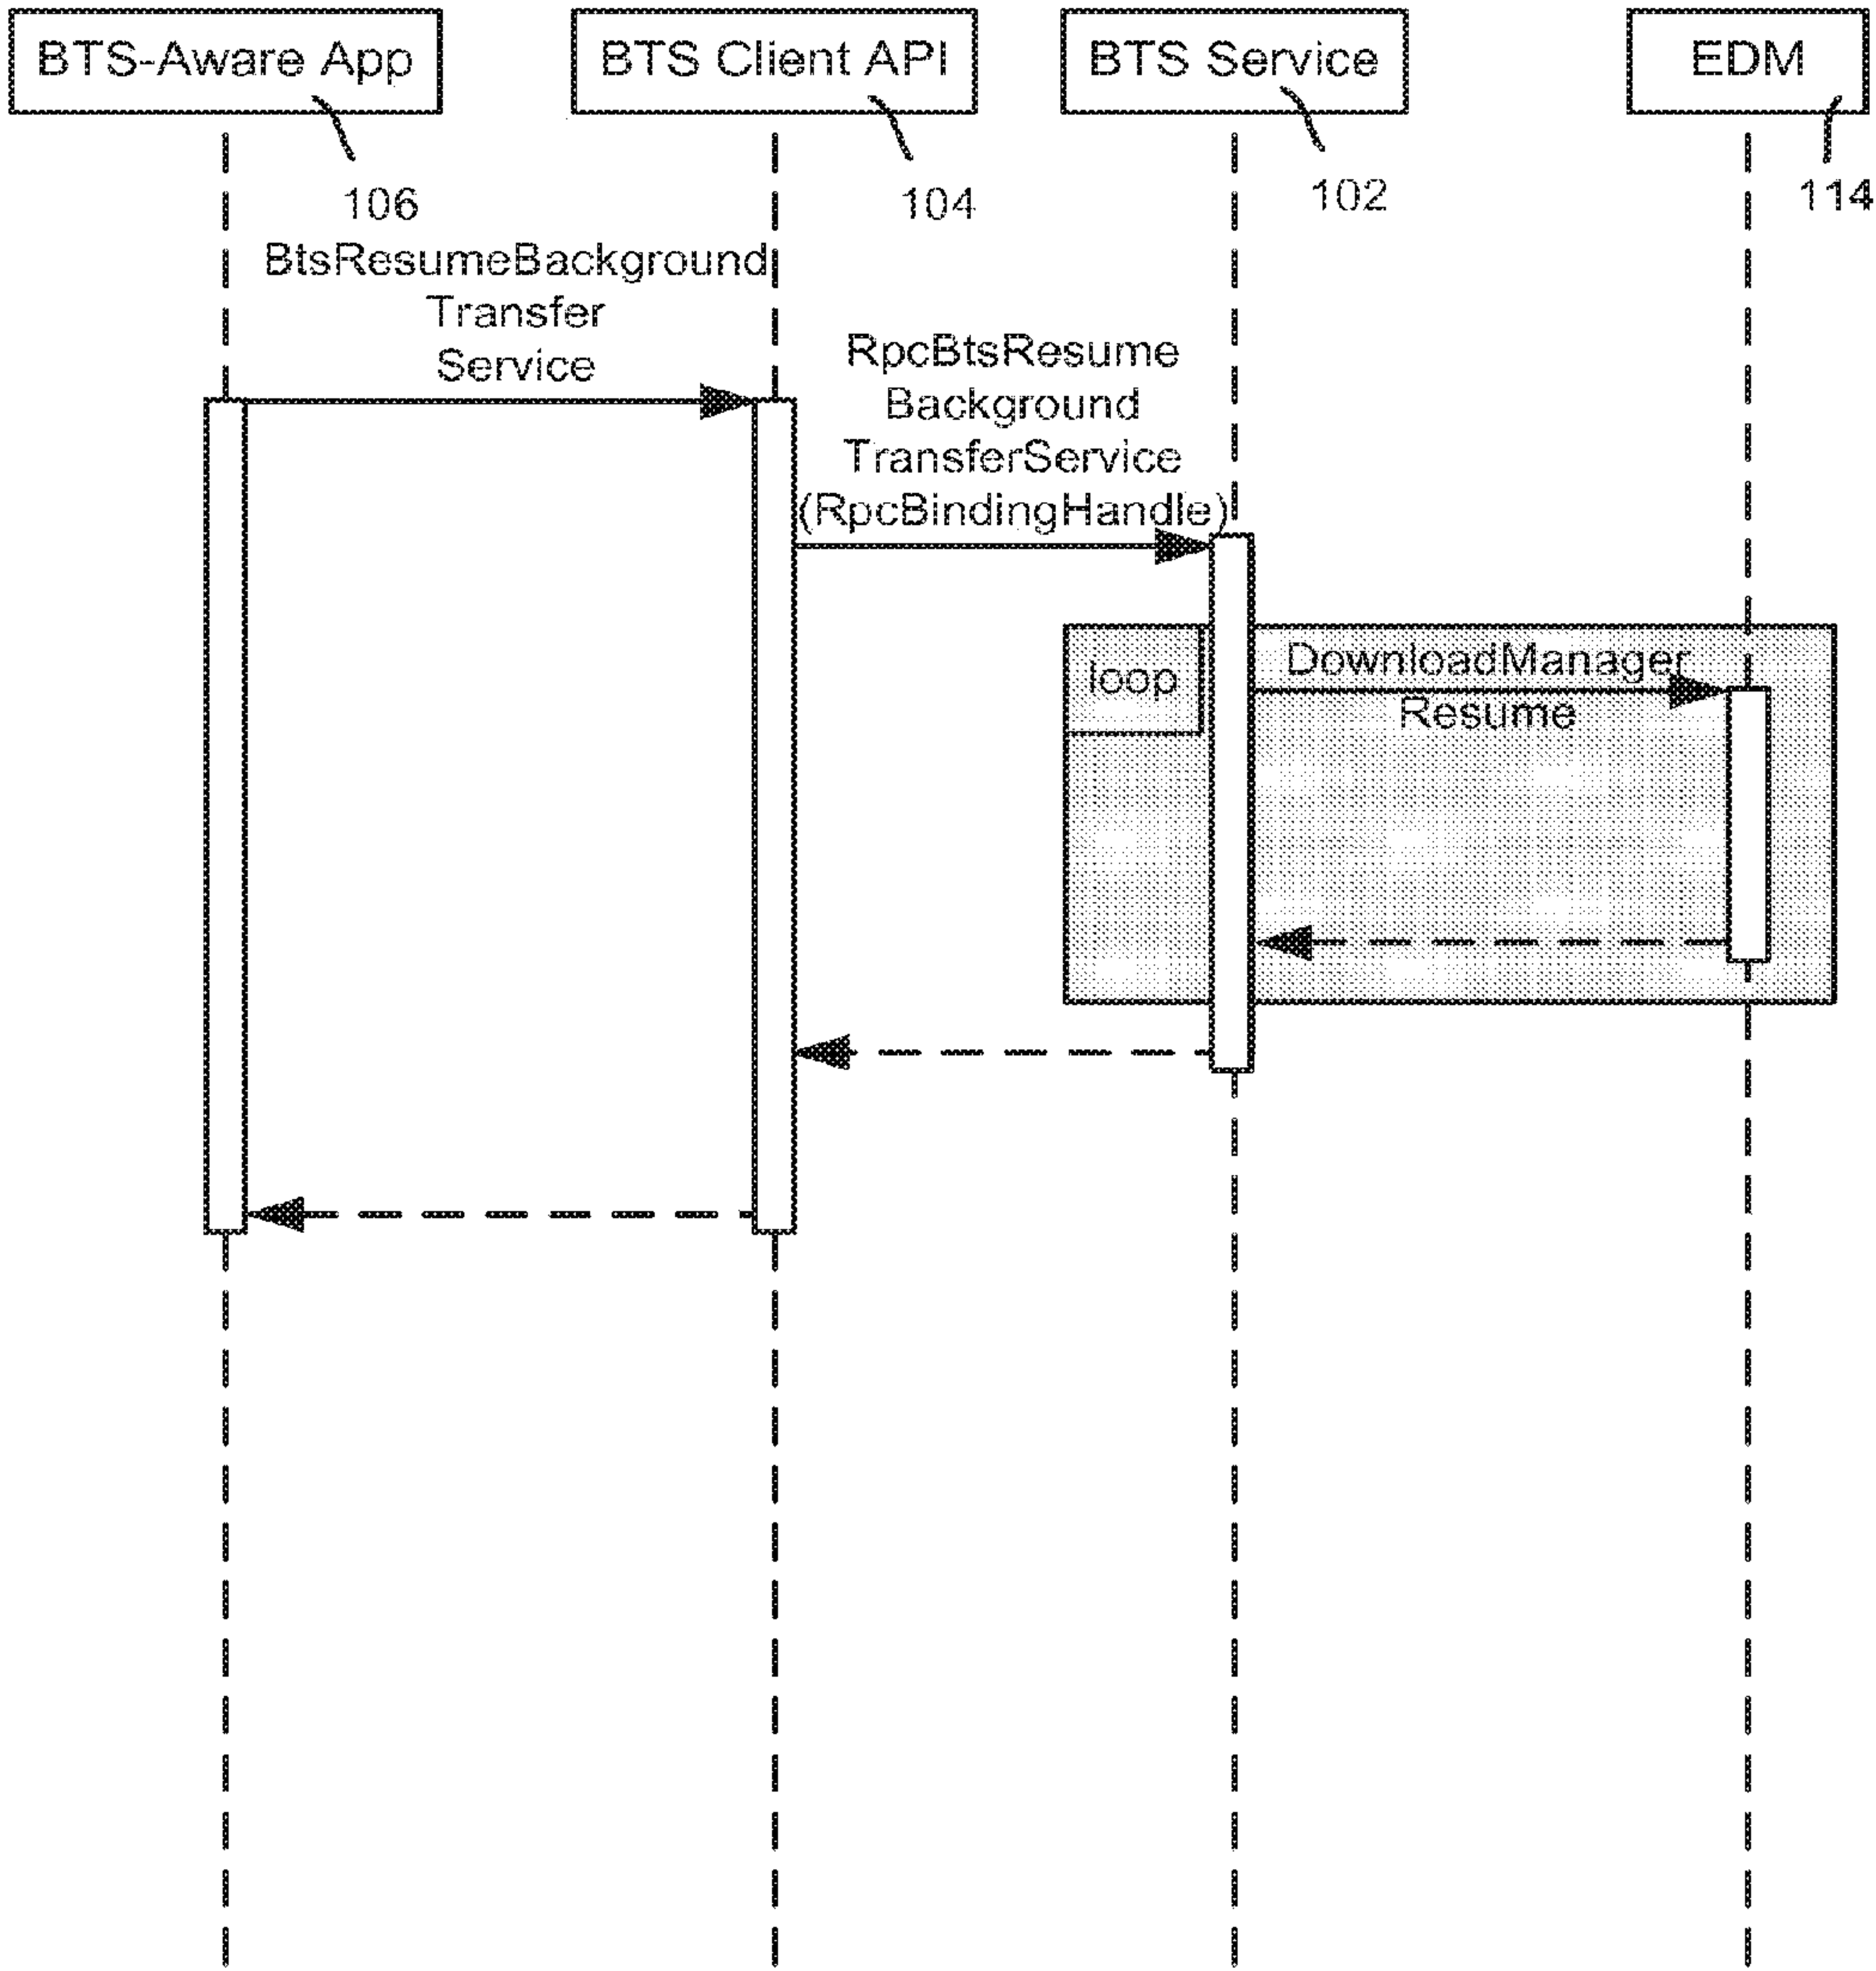 BTS-Aware App
BTS Client API
BTS Service
EDM
106
104
102
114
BtsResumeBackground
Transfer
Service
RpcBtsResume
Background
TransferService
(RpcBindingHandle)
loop
DownloadManager
Resume